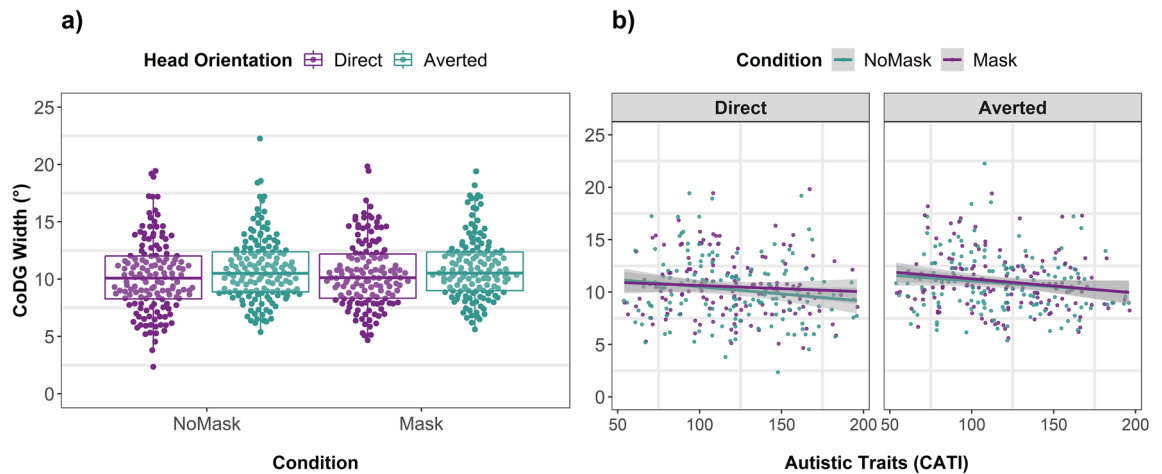 a)
Head Orientation Direct Averted
CoDG Width (°)
25
20
15
10
5
0
NoMask Mask
Condition
b)
Condition NoMask Mask
Direct Averted
25
20
15
10
5
0
50 100 150 200 50 100 150 200
Autistic Traits (CATI)